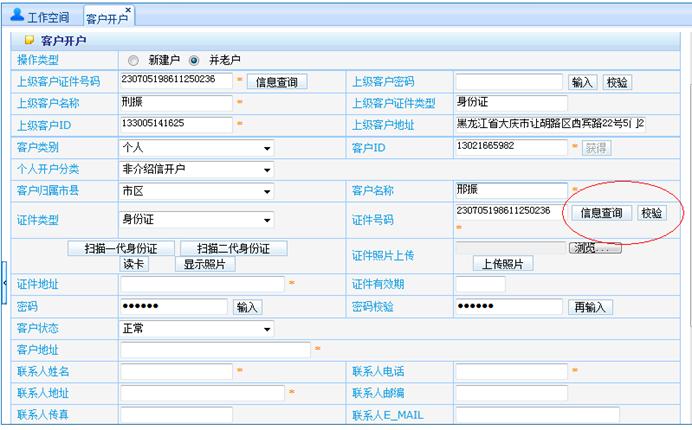 工作空间 客户开户
客户开户
操作类型 新建户 并老户
上级客户证件号码 230705198611250236 * 信息查询 上级客户密码 输入 校验
上级客户名称 邢振 * 上级客户证件类型 身份证
上级客户ID 133005141625 * 上级客户地址 黑龙江省大庆市让胡路区西宾路22号5门2
客户类别 个人 客户ID 13021665982 * 获得
个人开户分类 非介绍信开户
客户归属市县 市区 客户名称 邢振 *
证件类型 身份证 证件号码 230705198611250236 * 信息查询 校验
扫描一代身份证 扫描二代身份证 证件照片上传 浏览...
读卡 显示照片 上传照片
证件地址 * 证件有效期
密码 ●●●●●● 输入 密码校验 ●●●●●● 再输入
客户状态 正常
客户地址 *
联系人姓名 * 联系人电话 *
联系人地址 * 联系人邮编
联系人传真 联系人E_MAIL